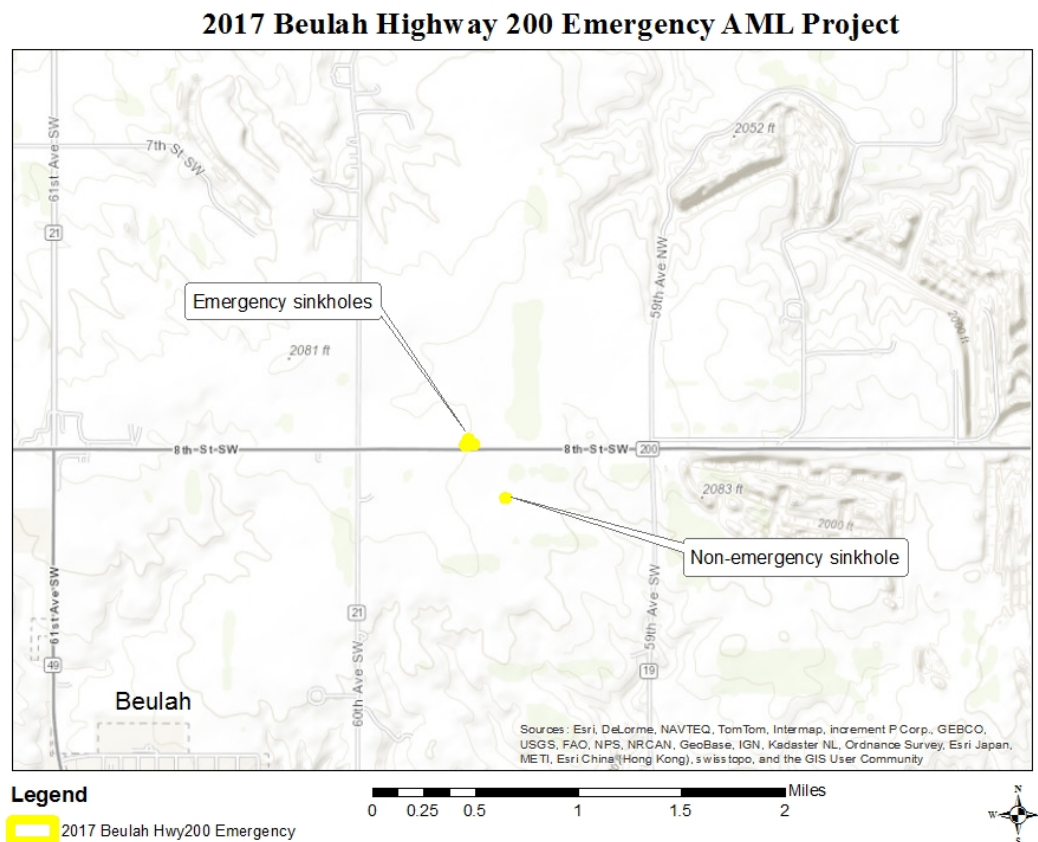 2017 Beulah Highway 200 Emergency AML Project
61st Ave SW
7th St SW
2052 ft
21
59th Ave NW
Emergency sinkholes
2000 ft
2081 ft
8th-St-SW
8th-St-SW
200
2083 ft
2000 ft
Non-emergency sinkhole
61st Ave SW
21
59th Ave SW
49
19
60th Ave SW
Beulah
Sources: Esri, DeLorme, NAVTEQ, TomTom, Intermap, increment P Corp., GEBCO,
USGS, FAO, NPS, NRCAN, GeoBase, IGN, Kadaster NL, Ordnance Survey, Esri Japan,
METI, Esri China (Hong Kong), swisstopo, and the GIS User Community
Legend
2017 Beulah Hwy200 Emergency
Miles
0 0.25 0.5 1 1.5 2
N
W E
S